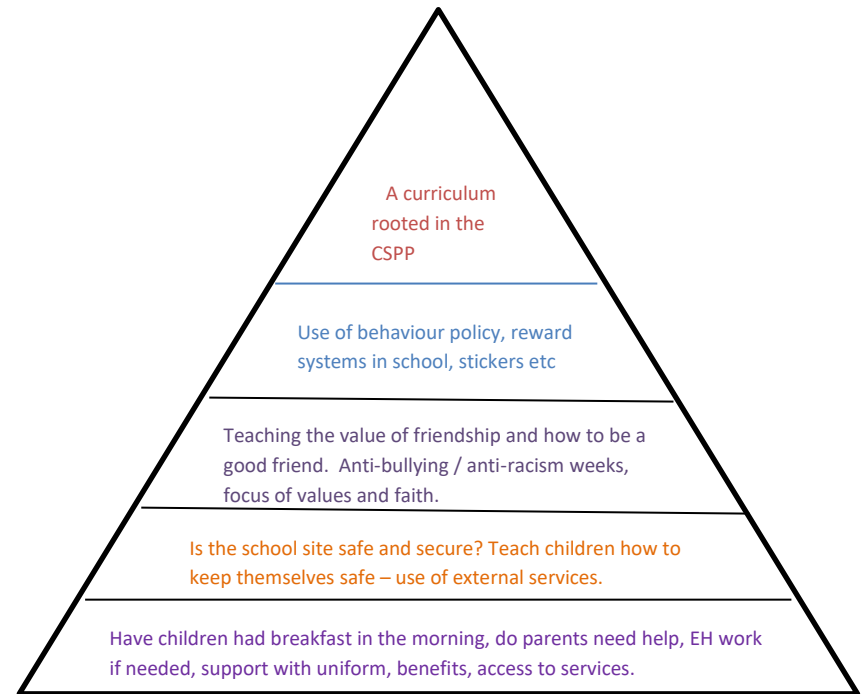 A curriculum
rooted in the
CSPP
Use of behaviour policy, reward
systems in school, stickers etc
Teaching the value of friendship and how to be a
good friend.  Anti-bullying / anti-racism weeks,
focus of values and faith.
Is the school site safe and secure? Teach children how to
keep themselves safe – use of external services.
Have children had breakfast in the morning, do parents need help, EH work
if needed, support with uniform, benefits, access to services.